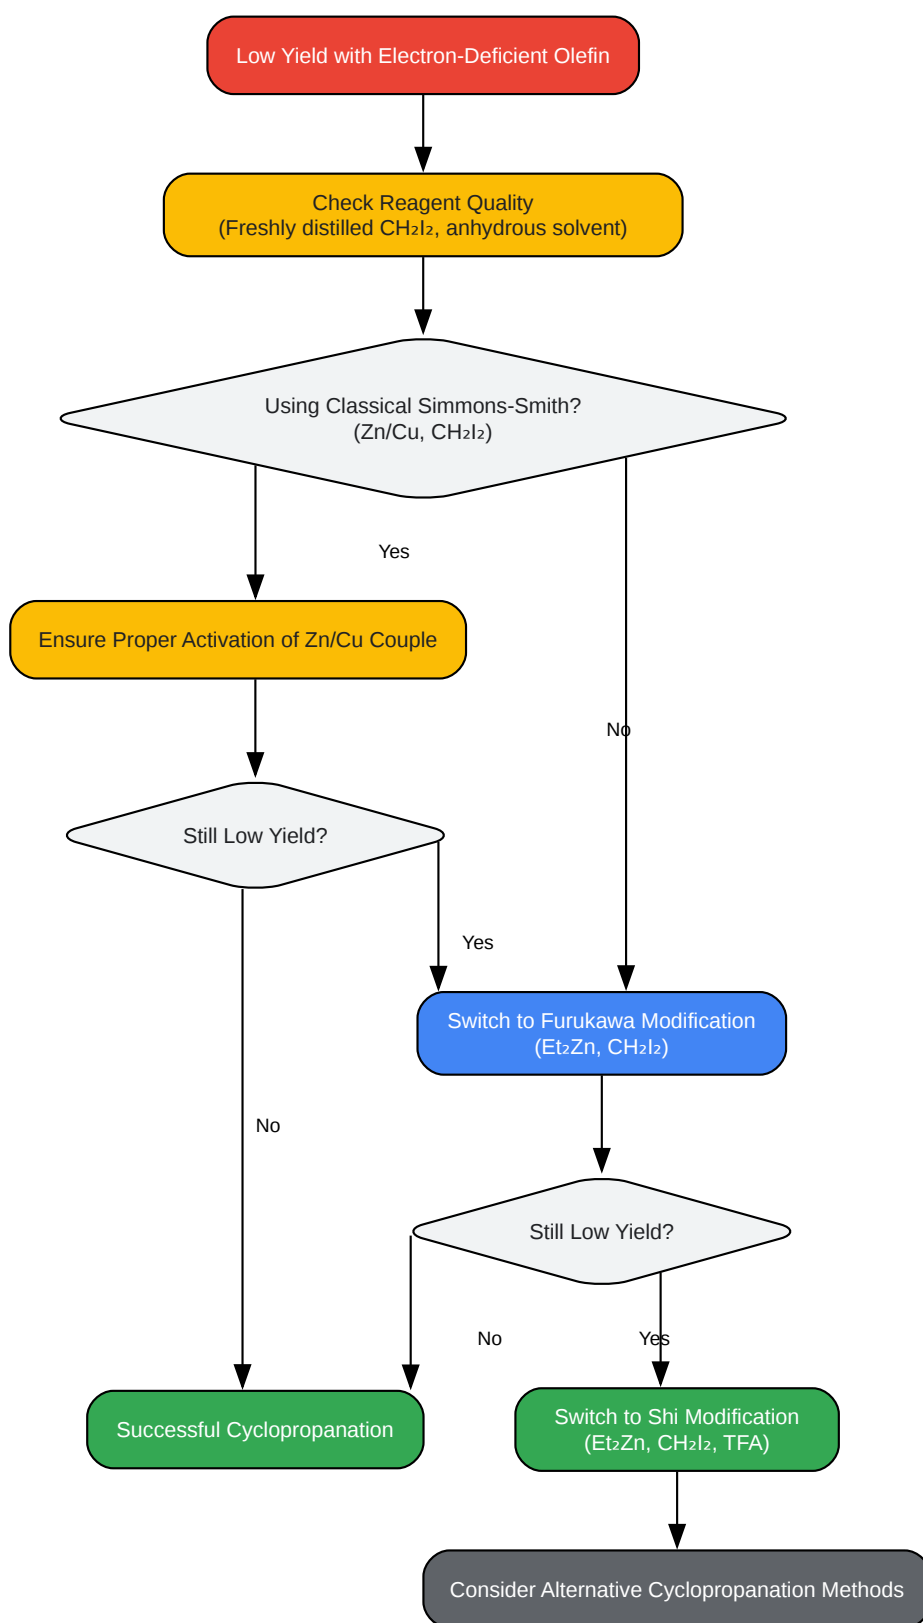 Low Yield with Electron-Deficient Olefin
Check Reagent Quality
(Freshly distilled CH₂I₂, anhydrous solvent)
Using Classical Simmons-Smith?
(Zn/Cu, CH₂I₂)
Yes
Ensure Proper Activation of Zn/Cu Couple
No
Still Low Yield?
Yes
Switch to Furukawa Modification
(Et₂Zn, CH₂I₂)
No
Still Low Yield?
No
Yes
Successful Cyclopropanation
Switch to Shi Modification
(Et₂Zn, CH₂I₂, TFA)
Consider Alternative Cyclopropanation Methods